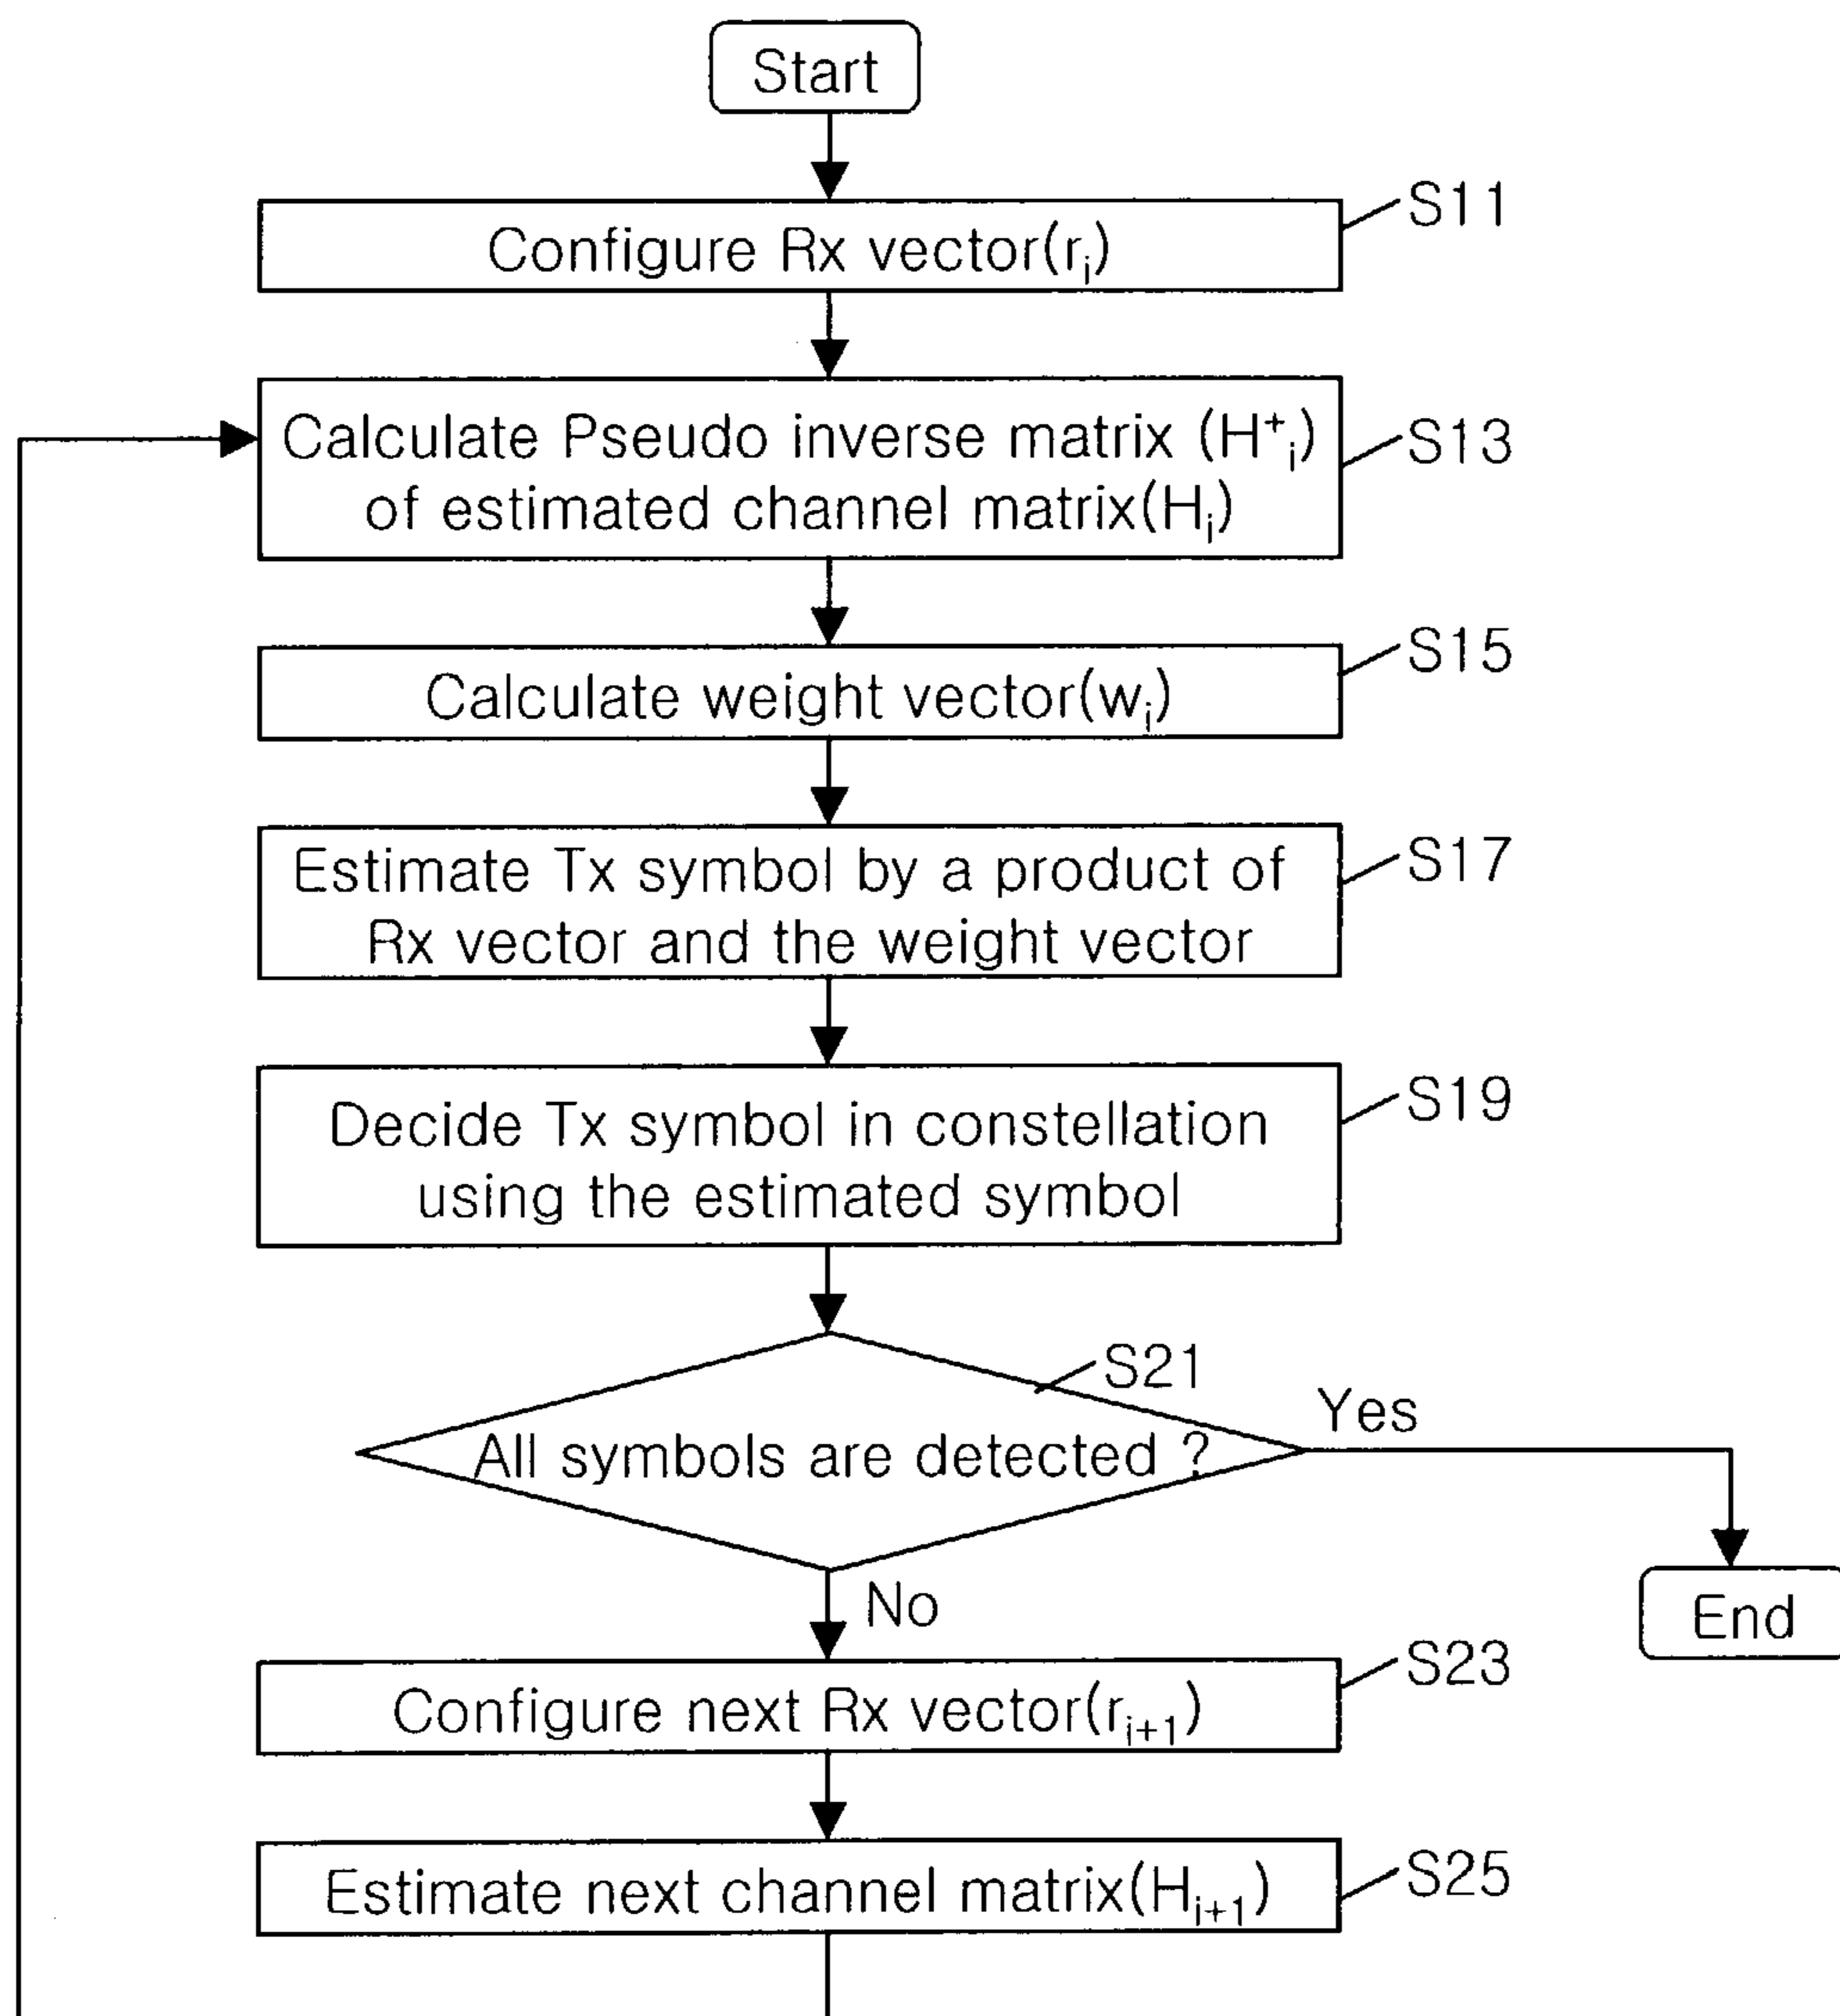 Start
S11
Configure Rx vector(rᵢ)
Calculate Pseudo inverse matrix (H⁺ᵢ)
of estimated channel matrix(Hᵢ)
S13
S15
Calculate weight vector(wᵢ)
Estimate Tx symbol by a product of
Rx vector and the weight vector
S17
Decide Tx symbol in constellation
using the estimated symbol
S19
S21
Yes
All symbols are detected ?
No
End
S23
Configure next Rx vector(rᵢ₊₁)
S25
Estimate next channel matrix(Hᵢ₊₁)